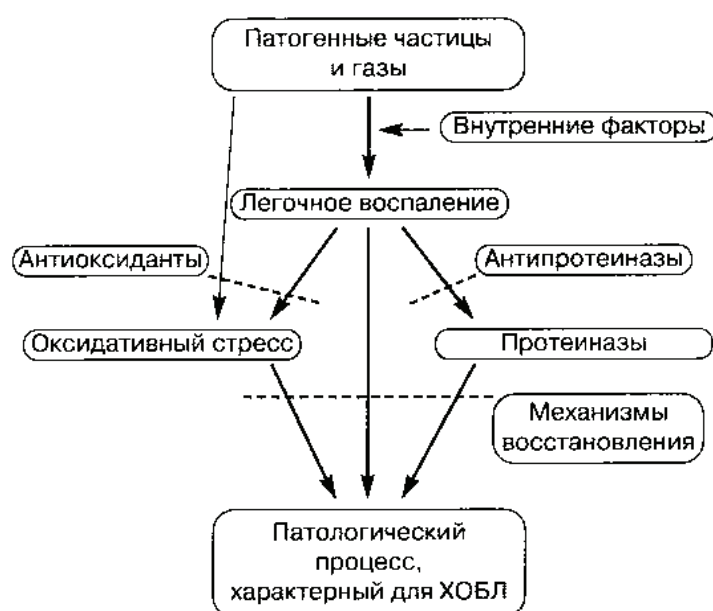 Патогенные частицы
и газы
Внутренние факторы
Легочное воспаление
Антиоксиданты
Антипротеиназы
Оксидативный стресс
Протеиназы
Механизмы
восстановления
Патологический
процесс,
характерный для ХОБЛ